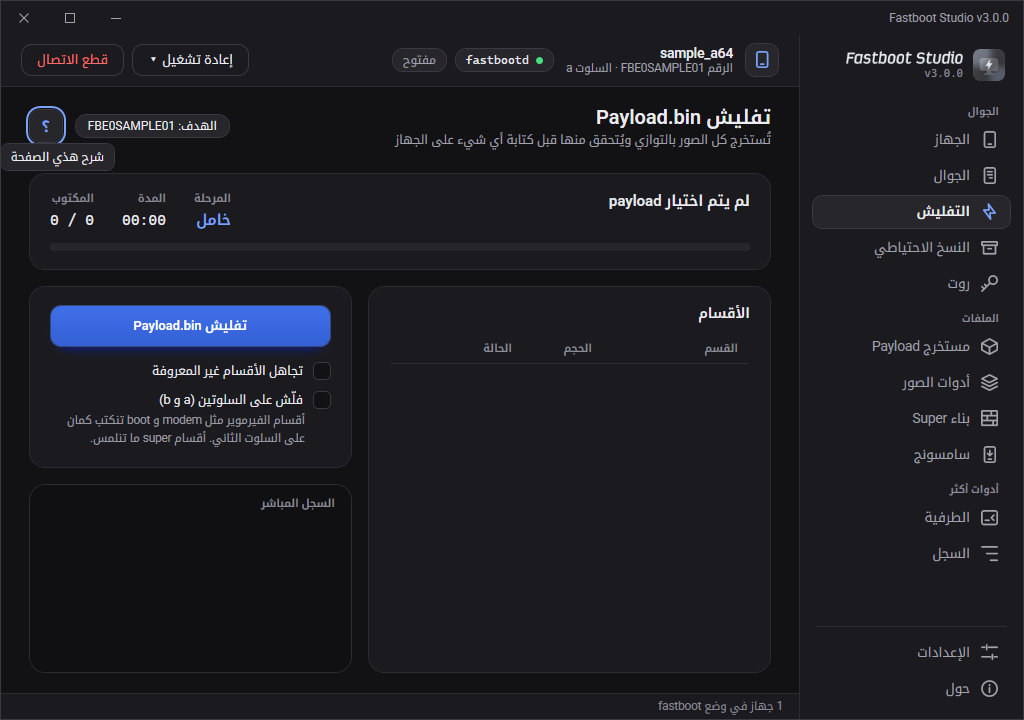 Fastboot Studio v3.0.0
Fastboot Studio
v3.0.0
الجوال
الجهاز
الجوال
التفليش
النسخ الاحتياطي
روت
الملفات
مستخرج Payload
أدوات الصور
بناء Super
سامسونج
أدوات أكثر
الطرفية
السجل
الإعدادات
حول
sample_a64
الرقم FBE0SAMPLE01 · السلوت a
fastbootd
مفتوح
إعادة تشغيل
قطع الاتصال
تفليش Payload.bin
تُستخرج كل الصور بالتوازي ويُتحقق منها قبل كتابة أي شيء على الجهاز
الهدف: FBE0SAMPLE01
؟
شرح هذي الصفحة
لم يتم اختيار payload
المرحلة
خامل
المدة
00:00
المكتوب
0 / 0
الأقسام
القسم الحجم الحالة
تفليش Payload.bin
تجاهل الأقسام غير المعروفة
فلّش على السلوتين (a و b)
أقسام الفيرموير مثل modem و boot تنكتب كمان
على السلوت الثاني. أقسام super ما تنلمس.
السجل المباشر
1 جهاز في وضع fastboot